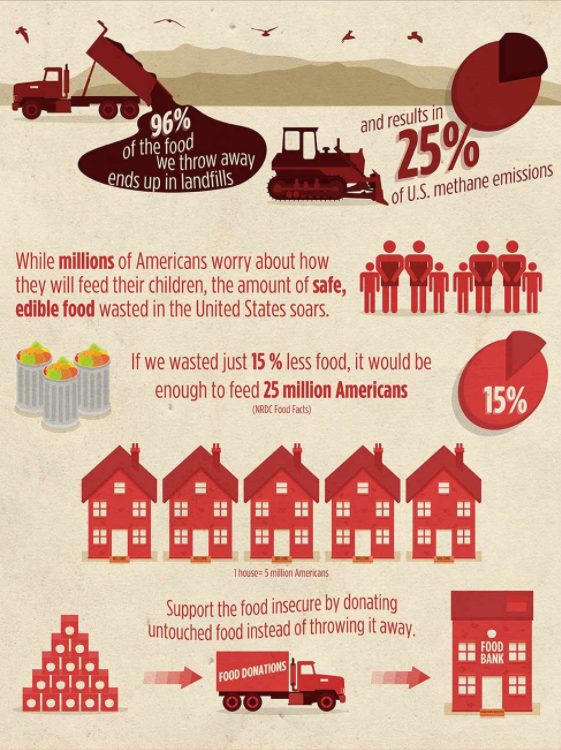 96%
of the food
we throw away
ends up in landfills
and results in
25%
of U.S. methane emissions
While millions of Americans worry about how
they will feed their children, the amount of safe,
edible food wasted in the United States soars.
If we wasted just 15 % less food, it would be
enough to feed 25 million Americans
(NRDC Food Facts)
15%
1 house= 5 million Americans
Support the food insecure by donating
untouched food instead of throwing it away.
FOOD DONATIONS
FOOD
BANK